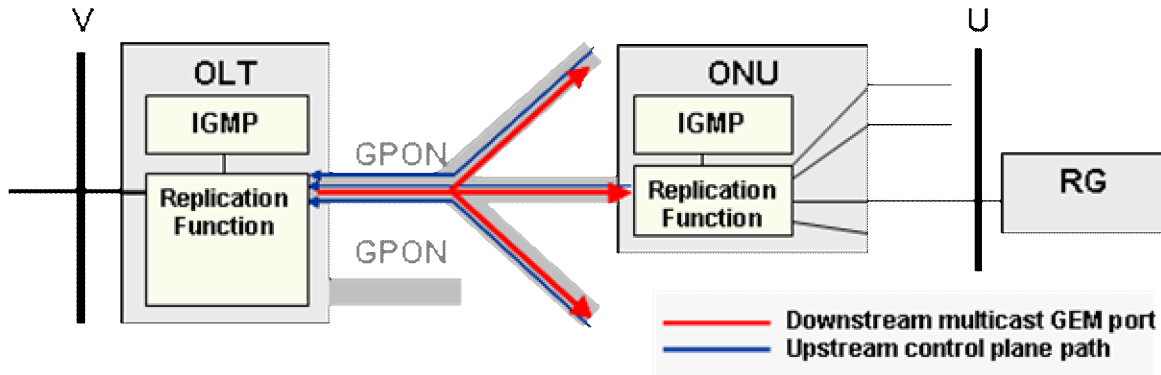 V
U
OLT
ONU
IGMP
IGMP
GPON
Replication
Function
Replication
Function
RG
GPON
Downstream multicast GEM port
Upstream control plane path